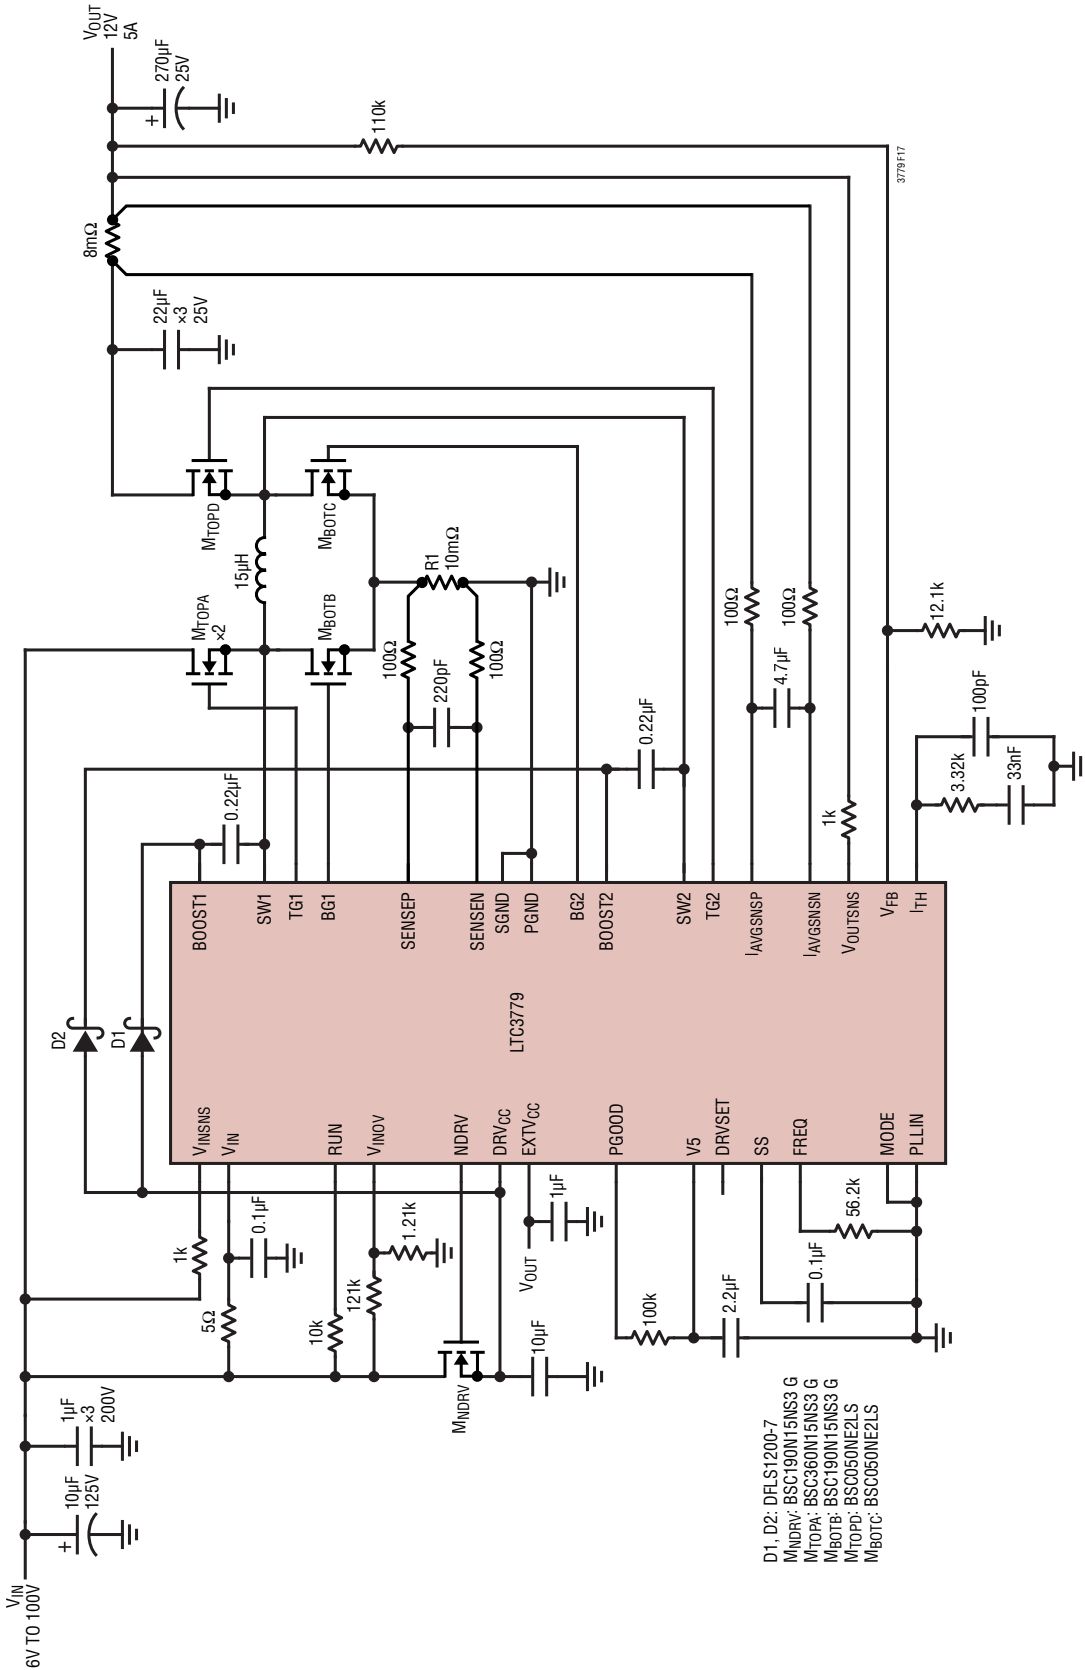 VIN
6V TO 100V
10µF
125V
+
1µF
×3
200V
5Ω
1k
0.1µF
10k
121k
1.21k
MNDRV
10µF
VOUT
1µF
100k
2.2µF
0.1µF
56.2k
D2
D1
VINSNS
VIN
RUN
VINOV
NDRV
DRVCC
EXTVCC
PGOOD
V5
DRVSET
SS
FREQ
MODE
PLLIN
LTC3779
BOOST1
SW1
TG1
BG1
SENSEP
SENSEN
SGND
PGND
BG2
BOOST2
SW2
TG2
IAVGSNSP
IAVGSNSN
VOUTSNS
VFB
ITH
0.22µF
220pF
100Ω
100Ω
0.22µF
MTOPA
×2
MBOTB
15µH
R1
10mΩ
MTOPD
MBOTC
1k
4.7µF
100Ω
100Ω
3.32k
33nF
100pF
12.1k
22µF
×3
25V
8mΩ
110k
+
270µF
25V
VOUT
12V
5A
D1, D2: DFLS1200-7
MNDRV: BSC190N15NS3 G
MTOPA: BSC360N15NS3 G
MBOTB: BSC190N15NS3 G
MTOPD: BSC050NE2LS
MBOTC: BSC050NE2LS
3779 F17